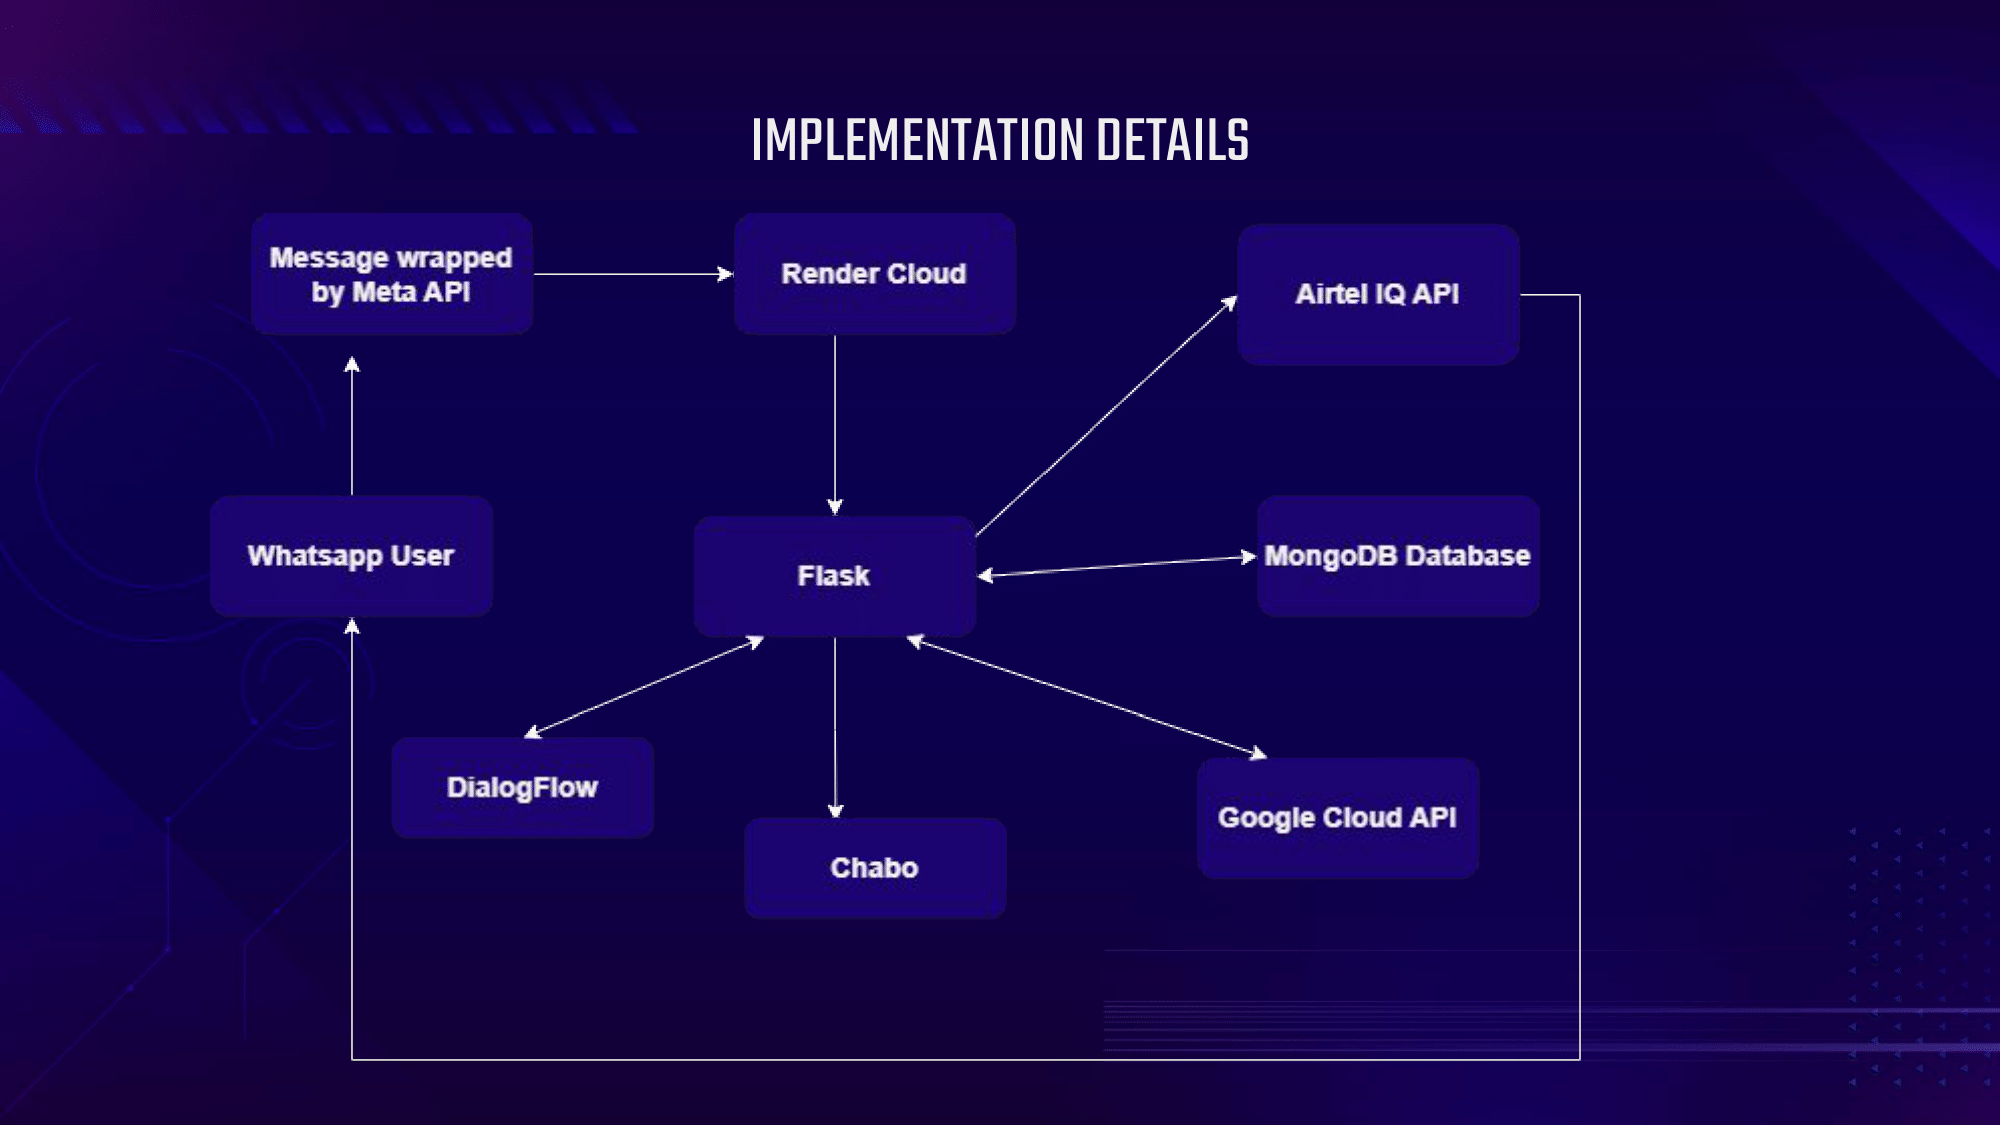 IMPLEMENTATION DETAILS
Message wrapped
by Meta API
Render Cloud
Airtel IQ API
Whatsapp User
Flask
MongoDB Database
DialogFlow
Chabo
Google Cloud API